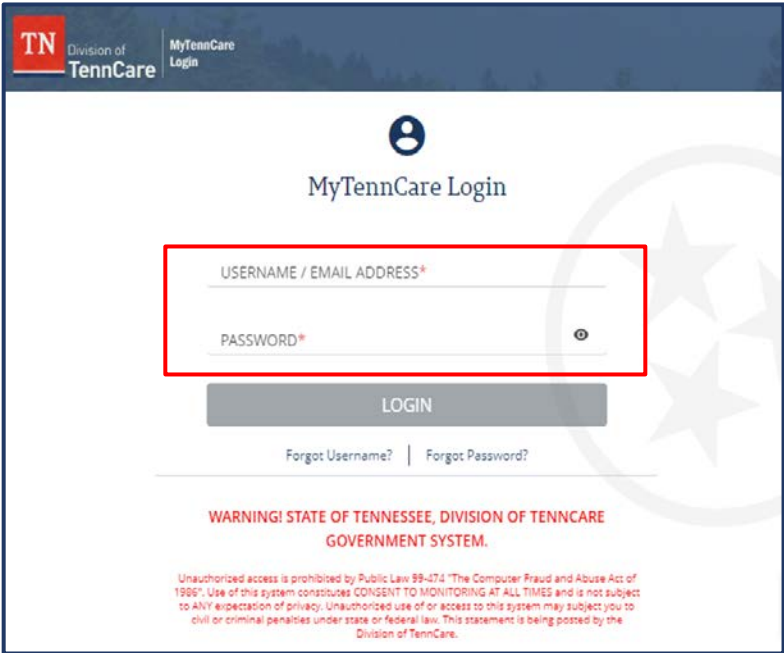 TN Division of TennCare
MyTennCare Login
MyTennCare Login
USERNAME / EMAIL ADDRESS*
PASSWORD*
LOGIN
Forgot Username? | Forgot Password?
WARNING! STATE OF TENNESSEE, DIVISION OF TENNCARE
GOVERNMENT SYSTEM.
Unauthorized access is prohibited by Public Law 99-474 "The Computer Fraud and Abuse Act of
1986". Use of this system constitutes CONSENT TO MONITORING AT ALL TIMES and is not subject
to ANY expectation of privacy. Unauthorized use of or access to this system may subject you to
civil or criminal penalties under state or federal law. This statement is being posted by the
Division of TennCare.